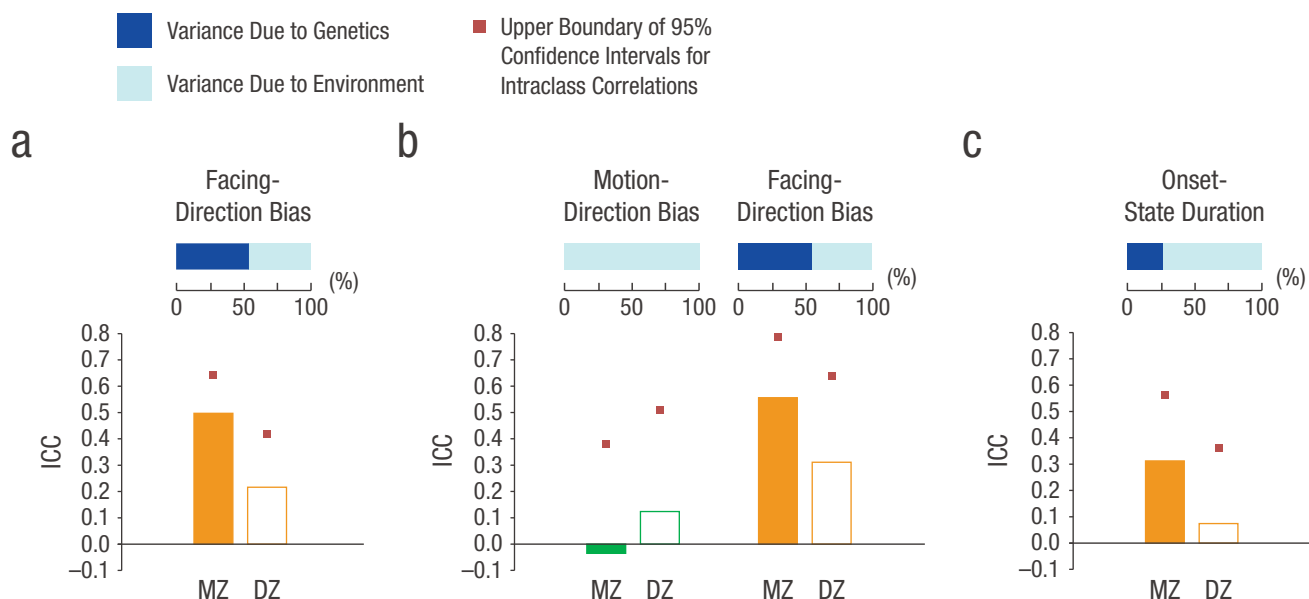 Variance Due to Genetics
Variance Due to Environment
Upper Boundary of 95%
Confidence Intervals for
Intraclass Correlations
a
Facing-
Direction Bias
(%)
0 50 100
0.8
0.7
0.6
0.5
0.4
0.3
0.2
0.1
0.0
–0.1
ICC
MZ DZ
b
Motion-
Direction Bias
0 50 100
Facing-
Direction Bias
(%)
0 50 100
0.8
0.7
0.6
0.5
0.4
0.3
0.2
0.1
0.0
–0.1
ICC
MZ DZ
MZ DZ
c
Onset-
State Duration
(%)
0 50 100
0.8
0.7
0.6
0.5
0.4
0.3
0.2
0.1
0.0
–0.1
ICC
MZ DZ